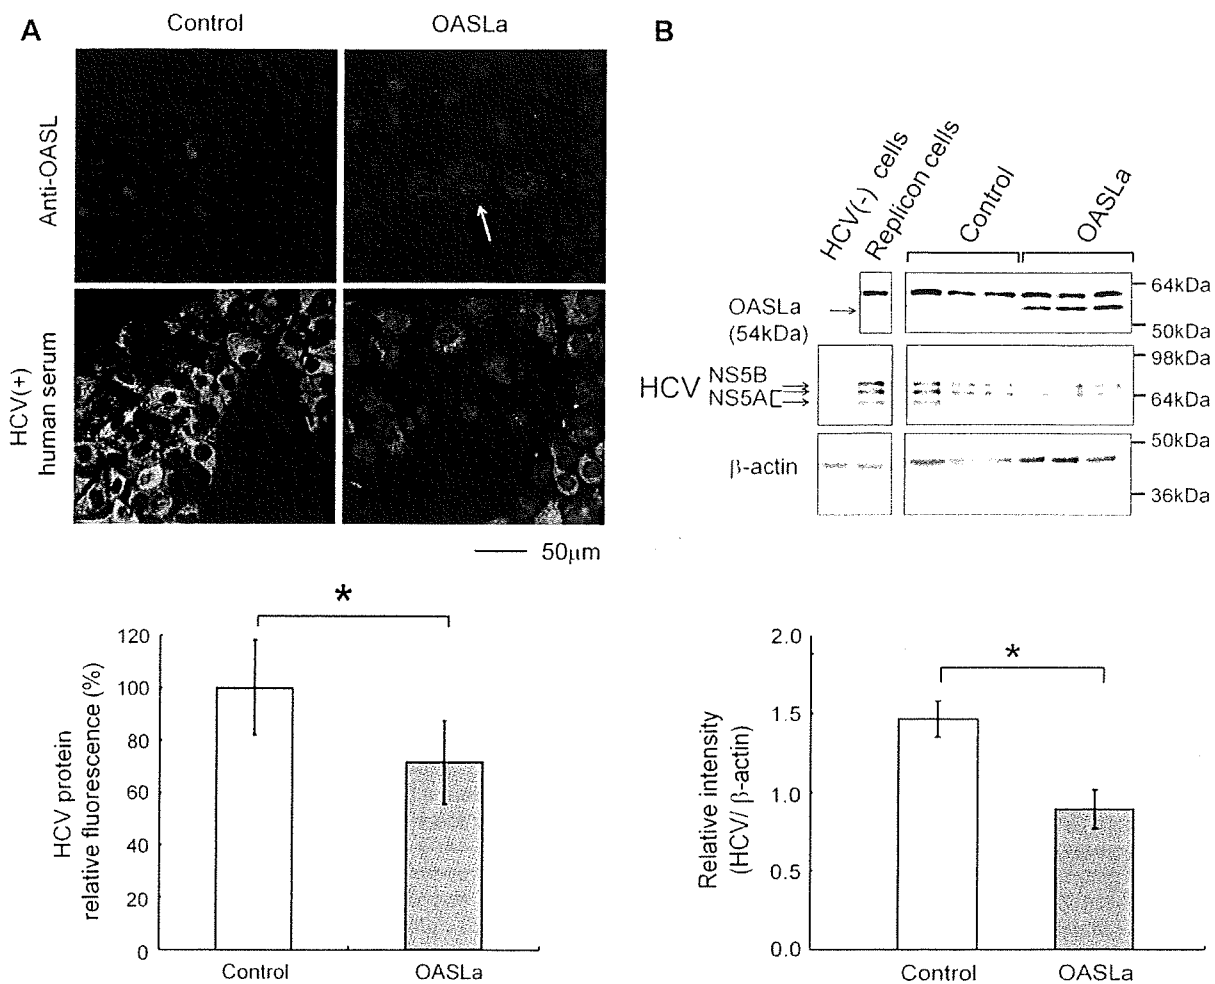 A
Control
OASLa
Anti-OASL
HCV(+)
human serum
50μm
*
HCV protein
relative fluorescence (%)
120
100
80
60
40
20
0
Control
OASLa
B
HCV(-) cells
Replicon cells
Control
OASLa
OASLa
(54kDa)
64kDa
50kDa
HCV
NS5B
NS5A
98kDa
64kDa
β-actin
50kDa
36kDa
*
Relative intensity
(HCV/ β-actin)
2.0
1.5
1.0
0.5
0.0
Control
OASLa